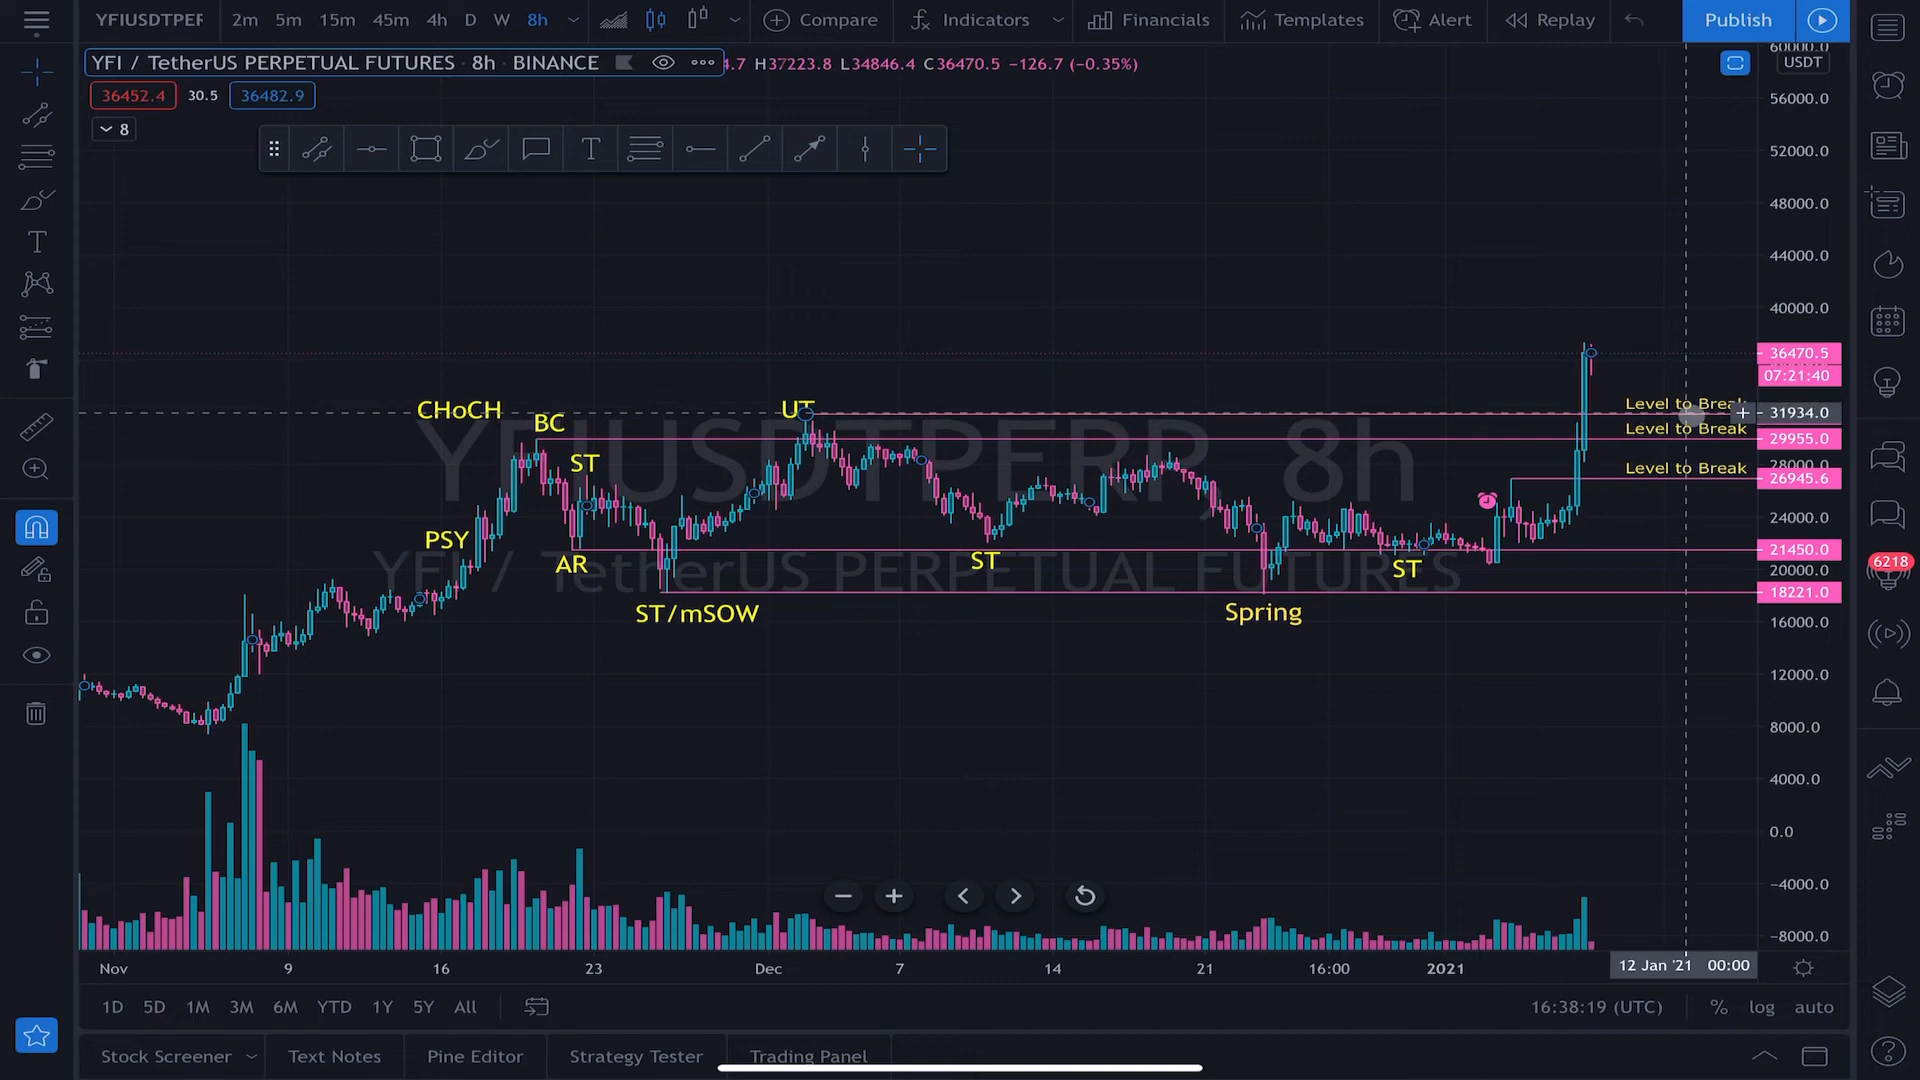 YFIUSDTPERP 2m 5m 15m 45m 4h D W 8h Compare Indicators Financials Templates Alert Replay Publish
YFI / TetherUS PERPETUAL FUTURES · 8h · BINANCE 4.7 H37223.8 L34846.4 C36470.5 −126.7 (−0.35%)
36452.4 30.5 36482.9
8
60000.0
USDT
56000.0
52000.0
48000.0
44000.0
40000.0
36470.5
07:21:40
Level to Break 31934.0
Level to Break 29955.0
28000.0
Level to Break 26945.6
24000.0
21450.0
20000.0
18221.0
16000.0
12000.0
8000.0
4000.0
0.0
−4000.0
−8000.0
CHoCH
BC
UT
ST
PSY
AR
ST
ST
ST/mSOW
Spring
YFIUSDTPERP, 8h
YFI / TetherUS PERPETUAL FUTURES
6218
Nov 9 16 23 Dec 7 14 21 16:00 2021 12 Jan '21 00:00
1D 5D 1M 3M 6M YTD 1Y 5Y All 16:38:19 (UTC) % log auto
Stock Screener Text Notes Pine Editor Strategy Tester Trading Panel